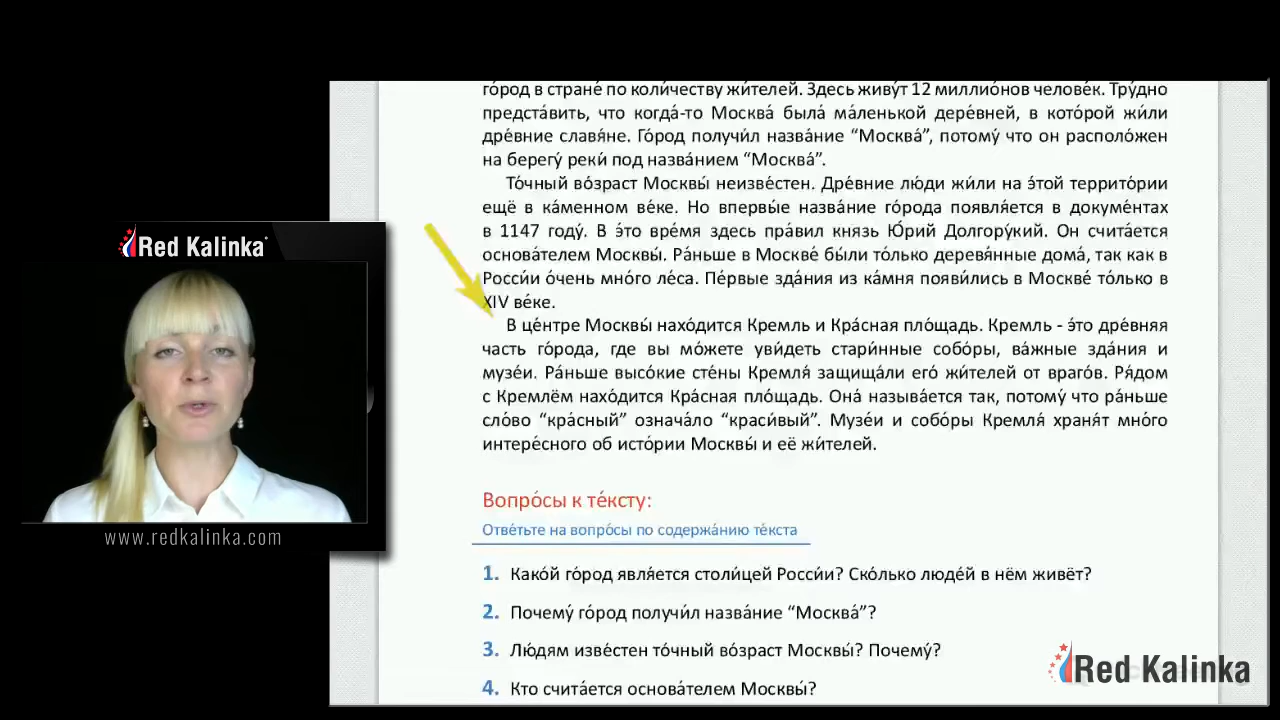 го́род в стране́ по коли́честву жи́телей. Здесь живу́т 12 миллио́нов челове́к. Тру́дно
предста́вить, что когда́-то Москва́ была́ ма́ленькой дере́вней, в кото́рой жи́ли
дре́вние славя́не. Го́род получи́л назва́ние “Москва́”, потому́ что он располо́жен
на берегу́ реки́ под назва́нием “Москва́”.
То́чный во́зраст Москвы́ неизве́стен. Дре́вние лю́ди жи́ли на э́той террито́рии
ещё в ка́менном ве́ке. Но впервы́е назва́ние го́рода появля́ется в докуме́нтах
в 1147 году́. В э́то вре́мя здесь пра́вил князь Ю́рий Долгору́кий. Он счита́ется
основа́телем Москвы́. Ра́ньше в Москве́ бы́ли то́лько деревя́нные дома́, так как в
Росси́и о́чень мно́го ле́са. Пе́рвые зда́ния из ка́мня появи́лись в Москве́ то́лько в
XIV ве́ке.
В це́нтре Москвы́ нахо́дится Кремль и Кра́сная пло́щадь. Кремль - э́то дре́вняя
часть го́рода, где вы мо́жете уви́деть стари́нные собо́ры, ва́жные зда́ния и
музе́и. Ра́ньше высо́кие сте́ны Кремля́ защища́ли его́ жи́телей от враго́в. Ря́дом
с Кремлём нахо́дится Кра́сная пло́щадь. Она́ называ́ется так, потому́ что ра́ньше
сло́во “кра́сный” означа́ло “краси́вый”. Музе́и и собо́ры Кремля́ храня́т мно́го
интере́сного об исто́рии Москвы́ и её жи́телей.
Вопро́сы к те́ксту:
Отве́тьте на вопро́сы по содержа́нию те́кста
1. Како́й го́род явля́ется столи́цей Росси́и? Ско́лько люде́й в нём живёт?
2. Почему́ го́род получи́л назва́ние “Москва́”?
3. Лю́дям изве́стен то́чный во́зраст Москвы́? Почему́?
4. Кто счита́ется основа́телем Москвы́?
Red Kalinka
www.redkalinka.com
Red Kalinka